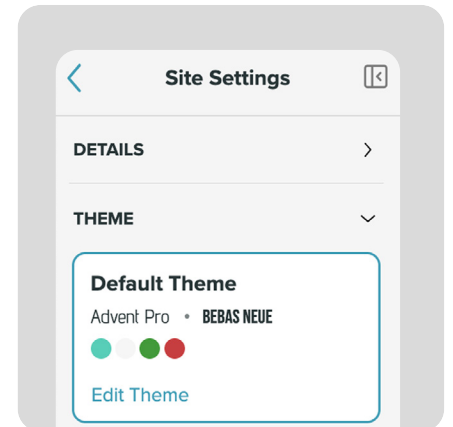 Site Settings
DETAILS
THEME
Default Theme
Advent Pro • BEBAS NEUE
Edit Theme